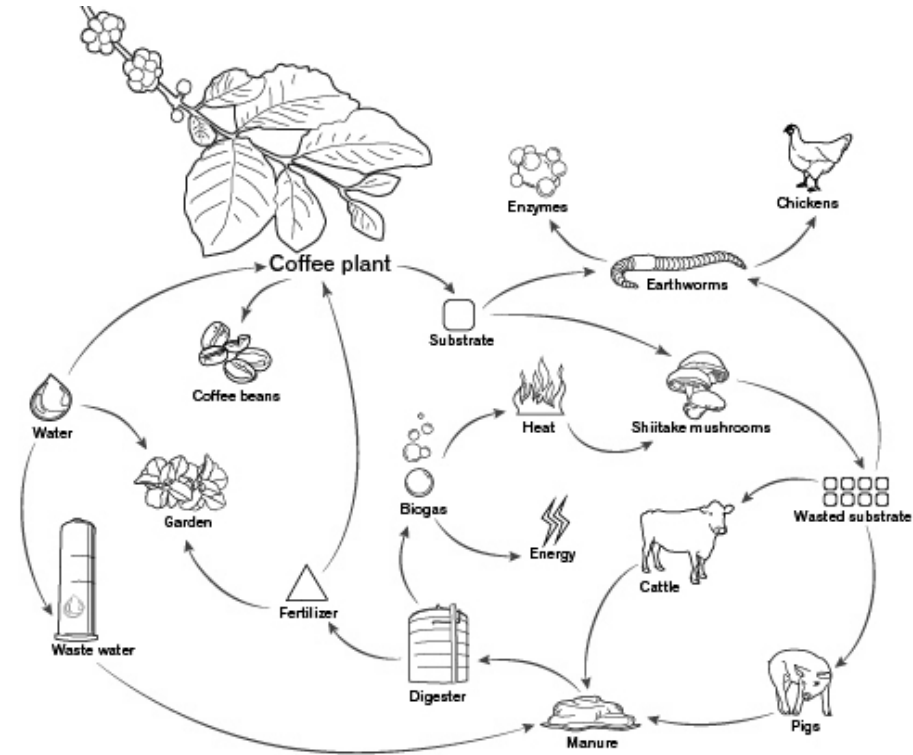 Enzymes
Chickens
Coffee plant
Earthworms
Substrate
Coffee beans
Water
Heat
Shiitake mushrooms
Biogas
Wasted substrate
Garden
Energy
Cattle
Fertilizer
Waste water
Digester
Pigs
Manure